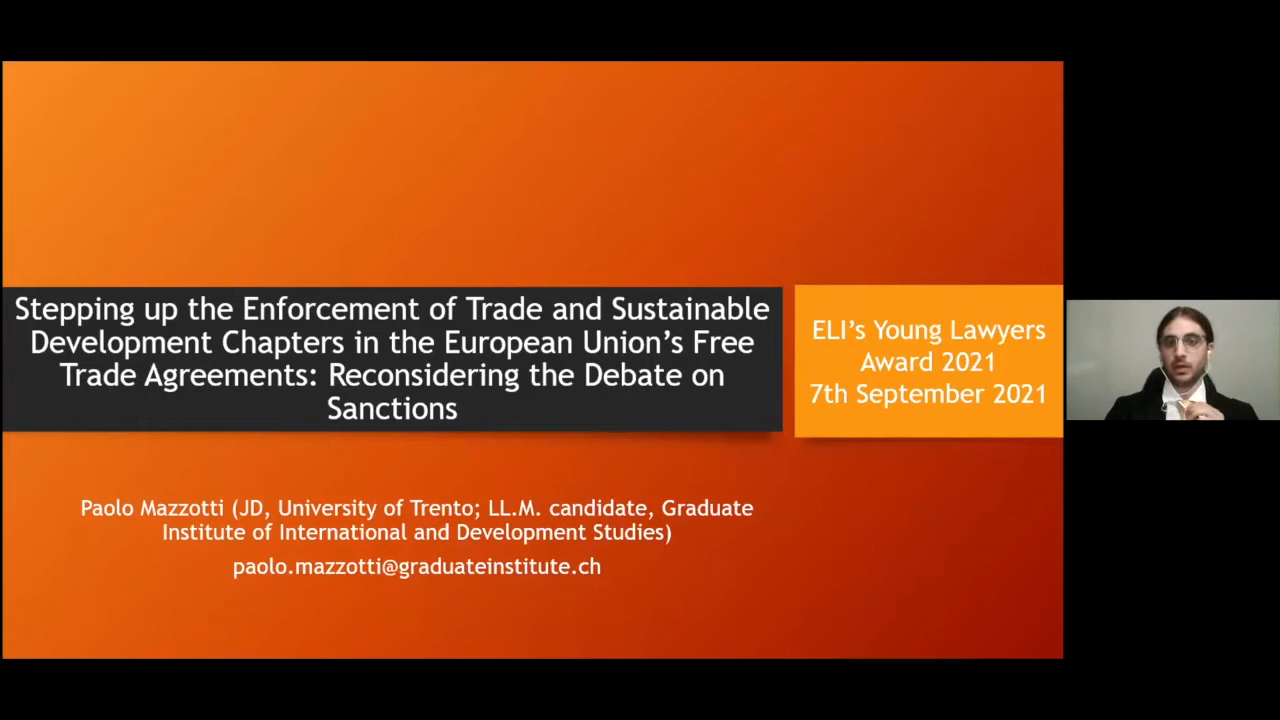 Stepping up the Enforcement of Trade and Sustainable
Development Chapters in the European Union’s Free
Trade Agreements: Reconsidering the Debate on
Sanctions
ELI’s Young Lawyers
Award 2021
7th September 2021
Paolo Mazzotti (JD, University of Trento; LL.M. candidate, Graduate
Institute of International and Development Studies)
paolo.mazzotti@graduateinstitute.ch